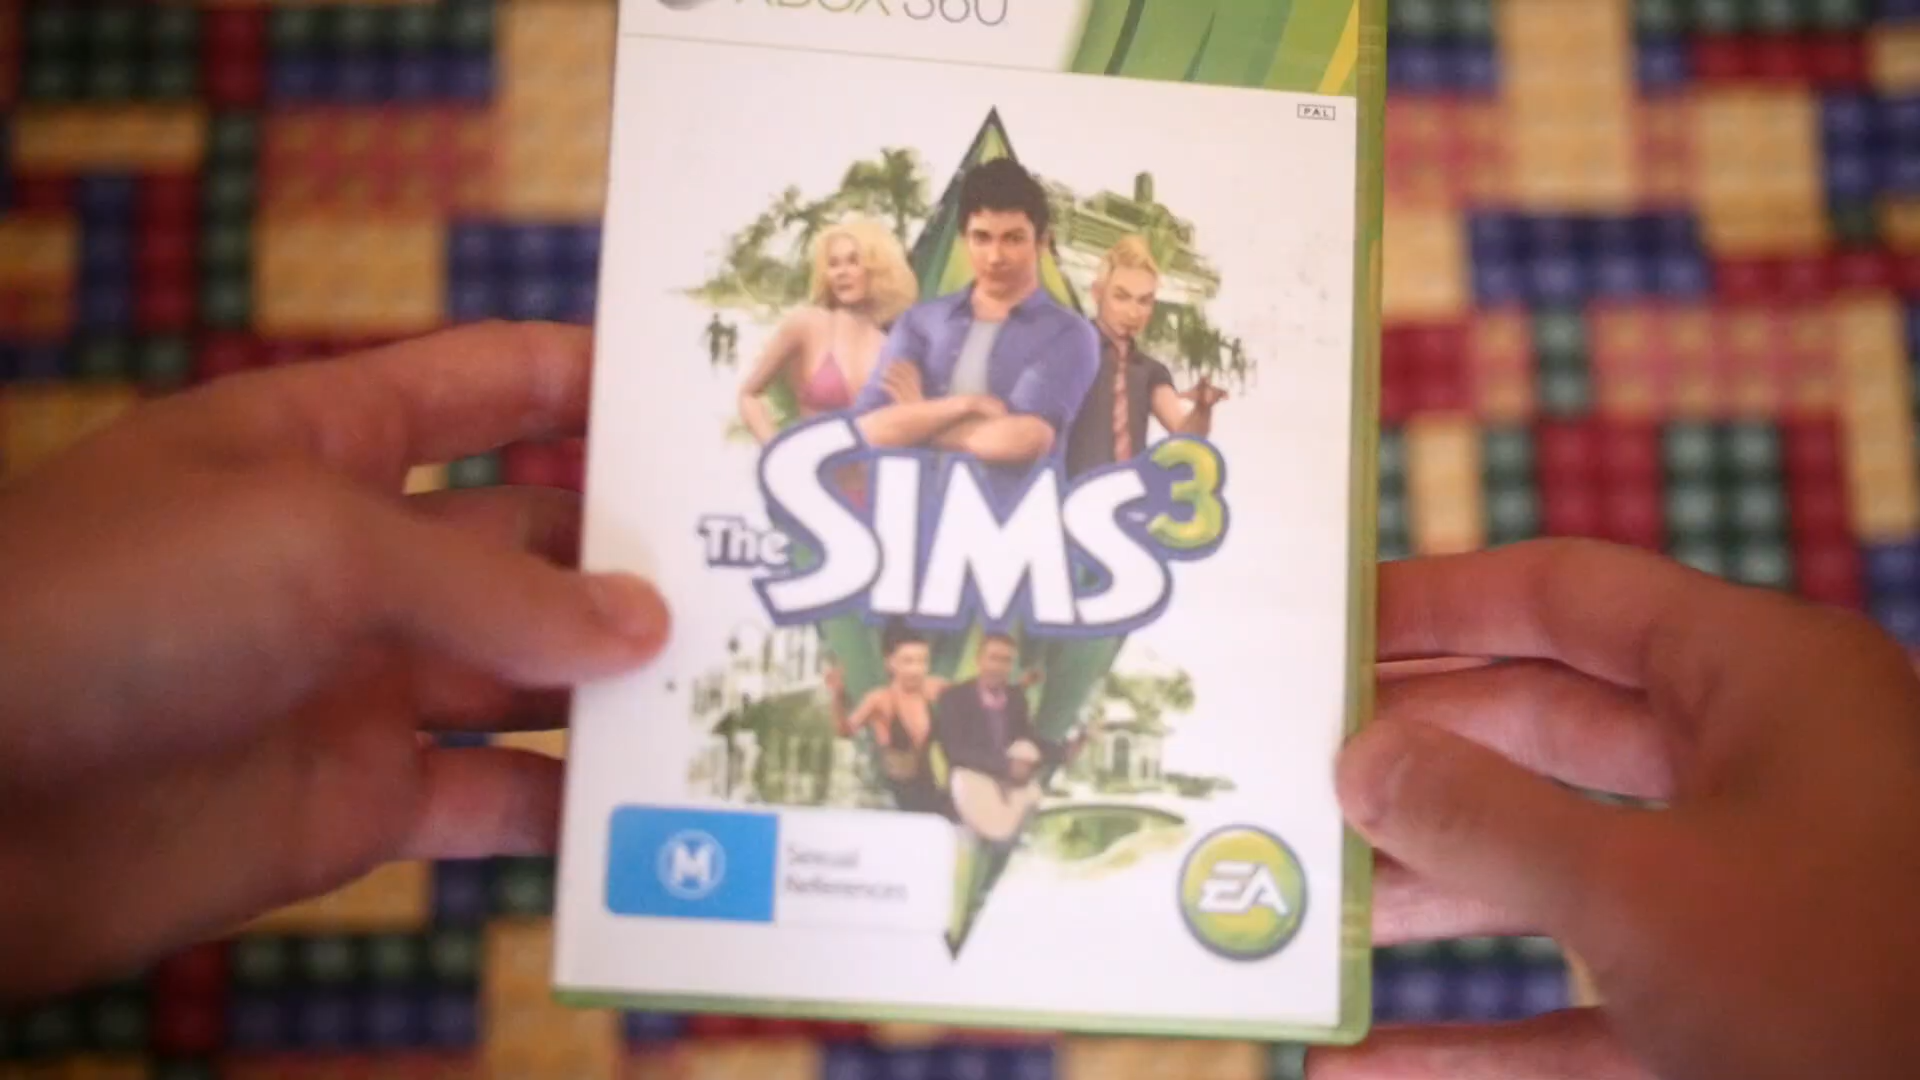 XBOX 360
PAL
The SIMS 3
M
Sexual
References
EA